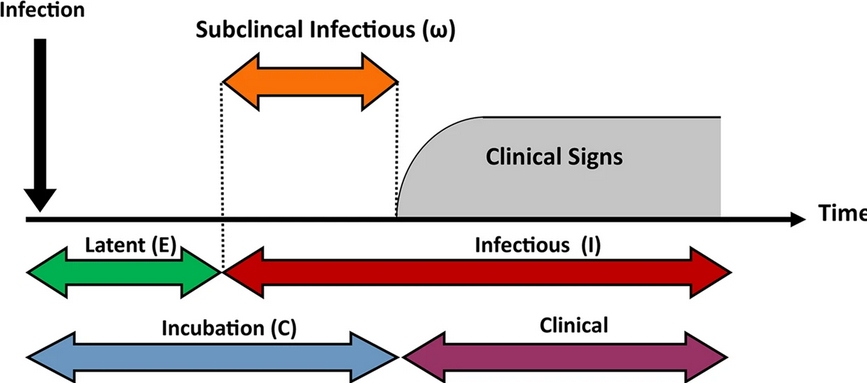 Infection
Subclincal Infectious (ω)
Clinical Signs
Time
Latent (E)
Infectious (I)
Incubation (C)
Clinical